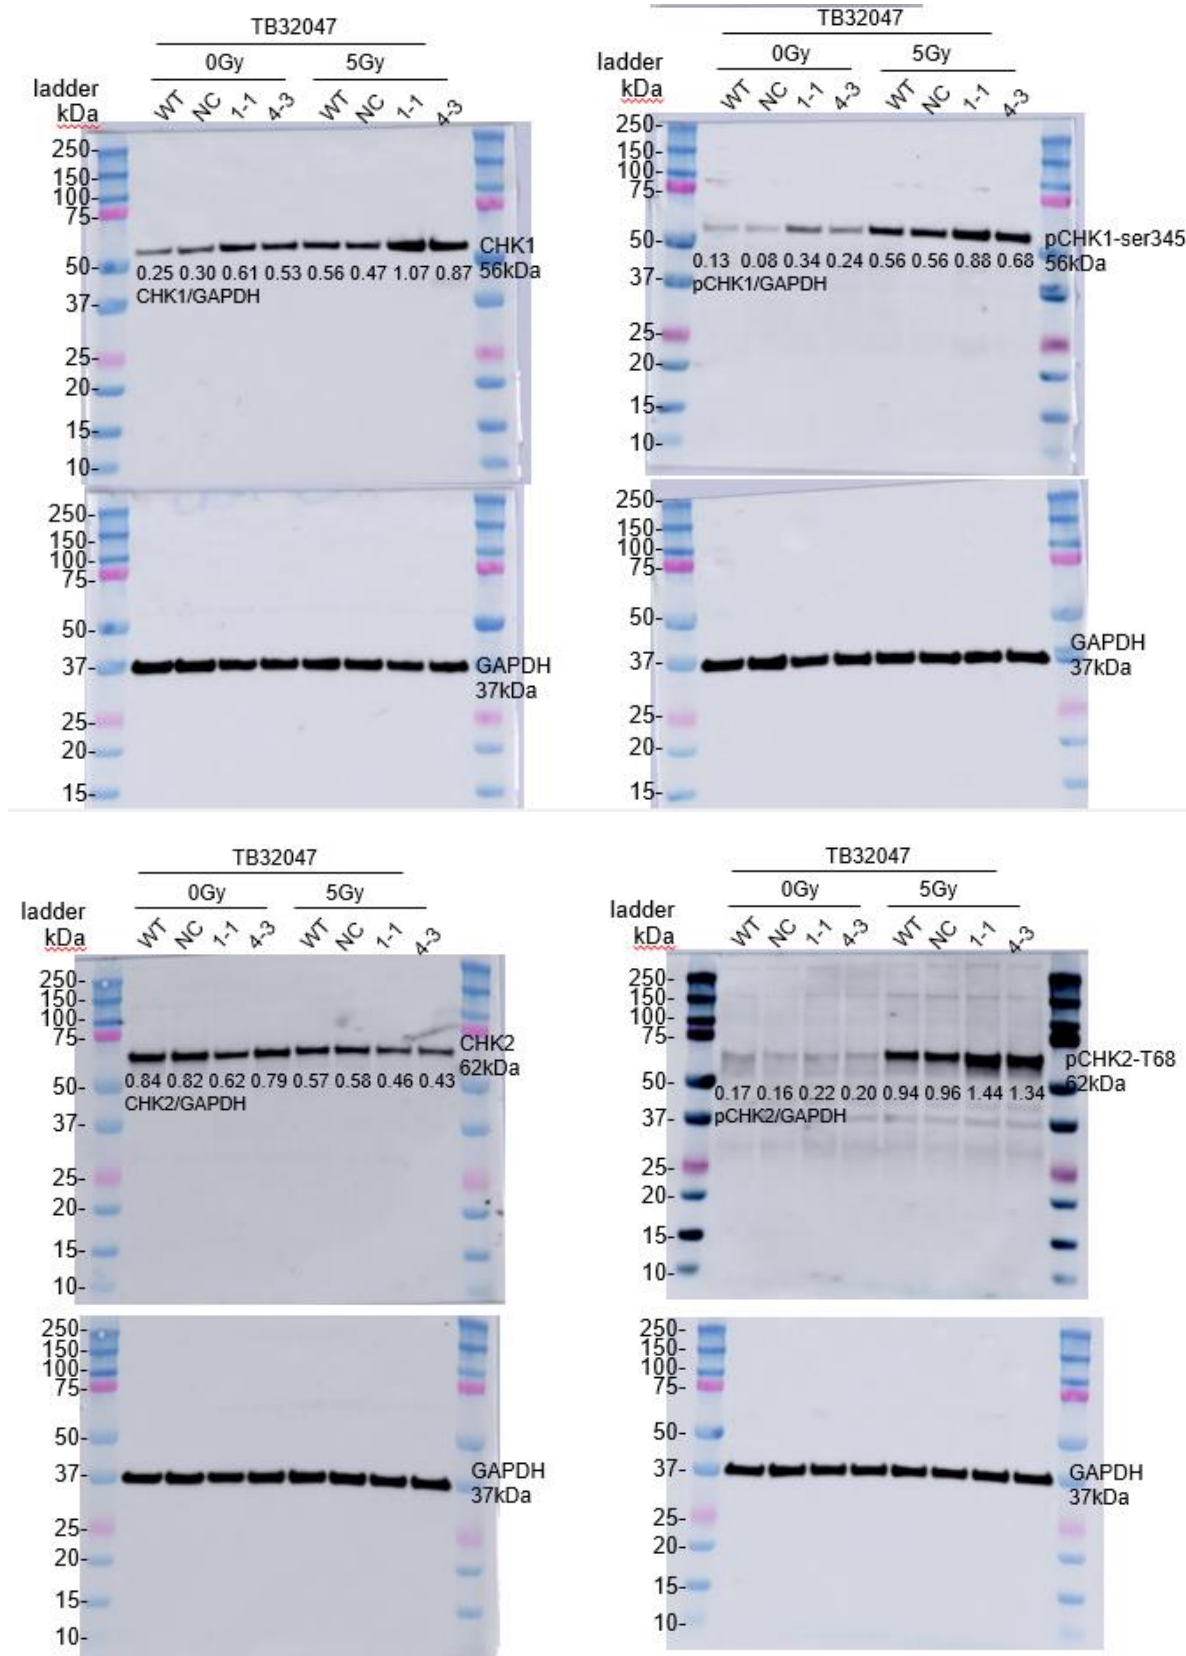 TB32047
0Gy 5Gy
ladder
kDa
WT NC 1-1 4-3 WT NC 1-1 4-3
250-
150-
100-
75-
50-
37-
25-
20-
15-
10-
CHK1
56kDa
0.25 0.30 0.61 0.53 0.56 0.47 1.07 0.87
CHK1/GAPDH
250-
150-
100-
75-
50-
37-
25-
20-
15-
GAPDH
37kDa
TB32047
0Gy 5Gy
ladder
kDa
WT NC 1-1 4-3 WT NC 1-1 4-3
250-
150-
100-
75-
50-
37-
25-
20-
15-
10-
pCHK1-ser345
56kDa
0.13 0.08 0.34 0.24 0.56 0.56 0.88 0.68
pCHK1/GAPDH
250-
150-
100-
75-
50-
37-
25-
20-
15-
GAPDH
37kDa
TB32047
0Gy 5Gy
ladder
kDa
WT NC 1-1 4-3 WT NC 1-1 4-3
250-
150-
100-
75-
50-
37-
25-
20-
15-
10-
CHK2
62kDa
0.84 0.82 0.62 0.79 0.57 0.58 0.46 0.43
CHK2/GAPDH
250-
150-
100-
75-
50-
37-
25-
20-
15-
10-
GAPDH
37kDa
TB32047
0Gy 5Gy
ladder
kDa
WT NC 1-1 4-3 WT NC 1-1 4-3
250-
150-
100-
75-
50-
37-
25-
20-
15-
10-
pCHK2-T68
62kDa
0.17 0.16 0.22 0.20 0.94 0.96 1.44 1.34
pCHK2/GAPDH
250-
150-
100-
75-
50-
37-
25-
20-
15-
10-
GAPDH
37kDa